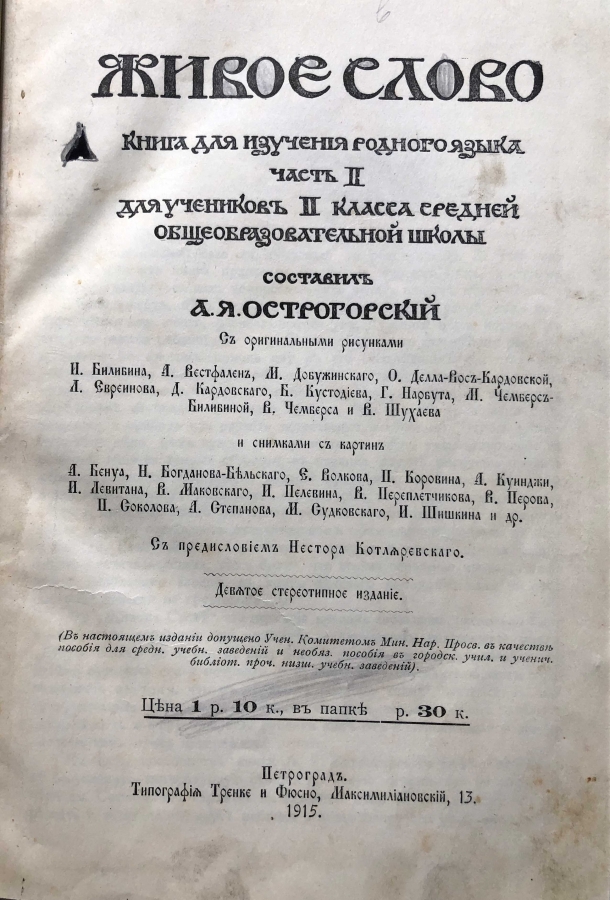 ЖИВОЕ СЛОВО
КНИГА ДЛЯ ИЗУЧЕНІЯ РОДНОГО ЯЗЫКА
ЧАСТЬ II
ДЛЯ УЧЕНИКОВЪ II КЛАССА СРЕДНЕЙ
ОБЩЕОБРАЗОВАТЕЛЬНОЙ ШКОЛЫ
СОСТАВИЛЪ
А. Я. ОСТРОГОРСКІЙ
Съ оригинальными рисунками
И. Билибина, А. Вестфаленъ, М. Добужинскаго, О. Делла-Восъ-Кардовской,
Л. Евреинова, Д. Кардовскаго, Б. Кустодіева, Г. Нарбута, М. Чемберсъ-
Билибиной, В. Чемберса и В. Шухаева
и снимками съ картинъ
А. Бенуа, Н. Богданова-Бѣльскаго, Е. Волкова, П. Коровина, А. Куинджи,
И. Левитана, В. Маковскаго, И. Пелевина, В. Переплетчикова, В. Перова,
П. Соколова, А. Степанова, М. Судковскаго, И. Шишкина и др.
Съ предисловіемъ Нестора Котляревскаго.
Девятое стереотипное изданіе.
(Въ настоящемъ изданіи допущено Учен. Комитетомъ Мин. Нар. Просв. въ качествѣ
пособія для средн. учебн. заведеній и необяз. пособія въ городск. учил. и ученич.
библіот. проч. низш. учебн. заведеній).
Цѣна 1 р. 10 к., въ папкѣ р. 30 к.
Петроградъ.
Типографія Тренке и Фюсно, Максимиліановскій, 13.
1915.